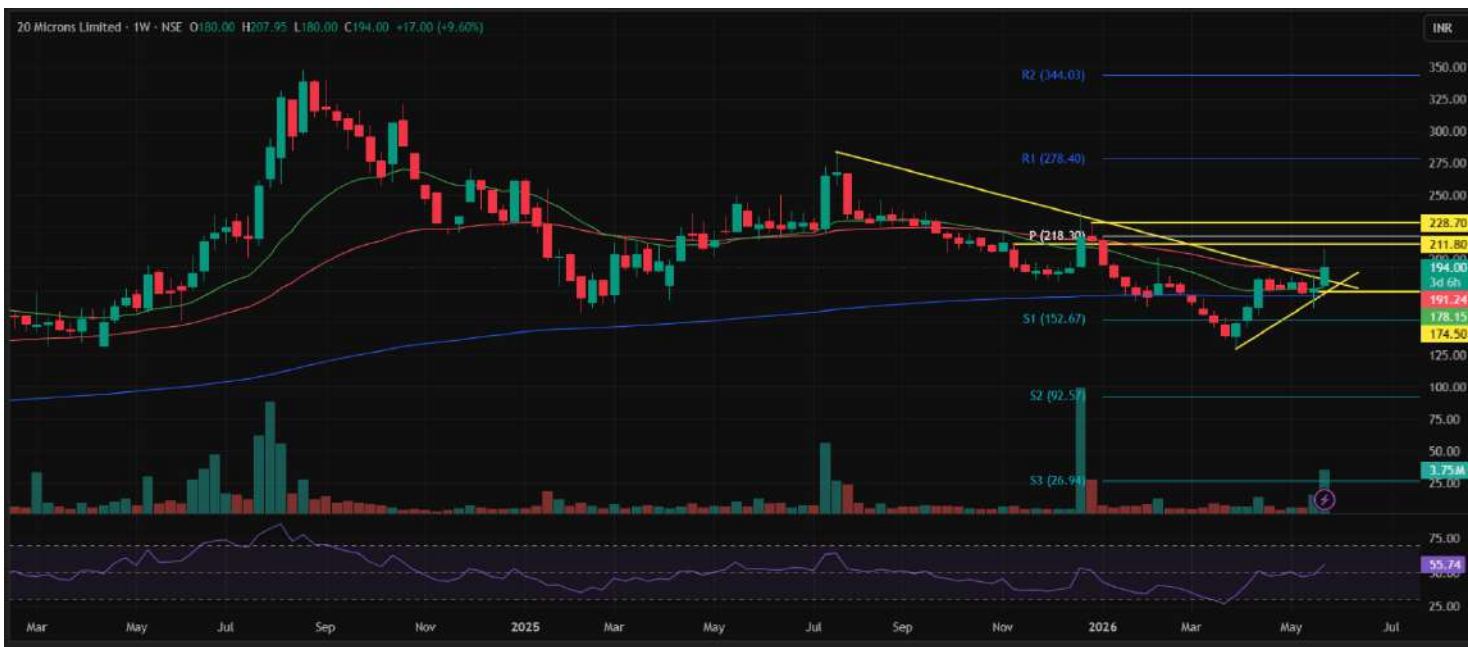 20 Microns Limited · 1W · NSE O180.00 H207.95 L180.00 C194.00 +17.00 (+9.60%)
INR
R2 (344.03)
350.00
325.00
300.00
R1 (278.40)
275.00
250.00
228.70
P (218.30)
211.80
200.00
194.00
3d 6h
191.24
178.15
174.50
S1 (152.67)
125.00
100.00
S2 (92.57)
75.00
50.00
3.75M
S3 (26.94)
25.00
75.00
55.74
50.00
25.00
Mar May Jul Sep Nov 2025 Mar May Jul Sep Nov 2026 Mar May Jul